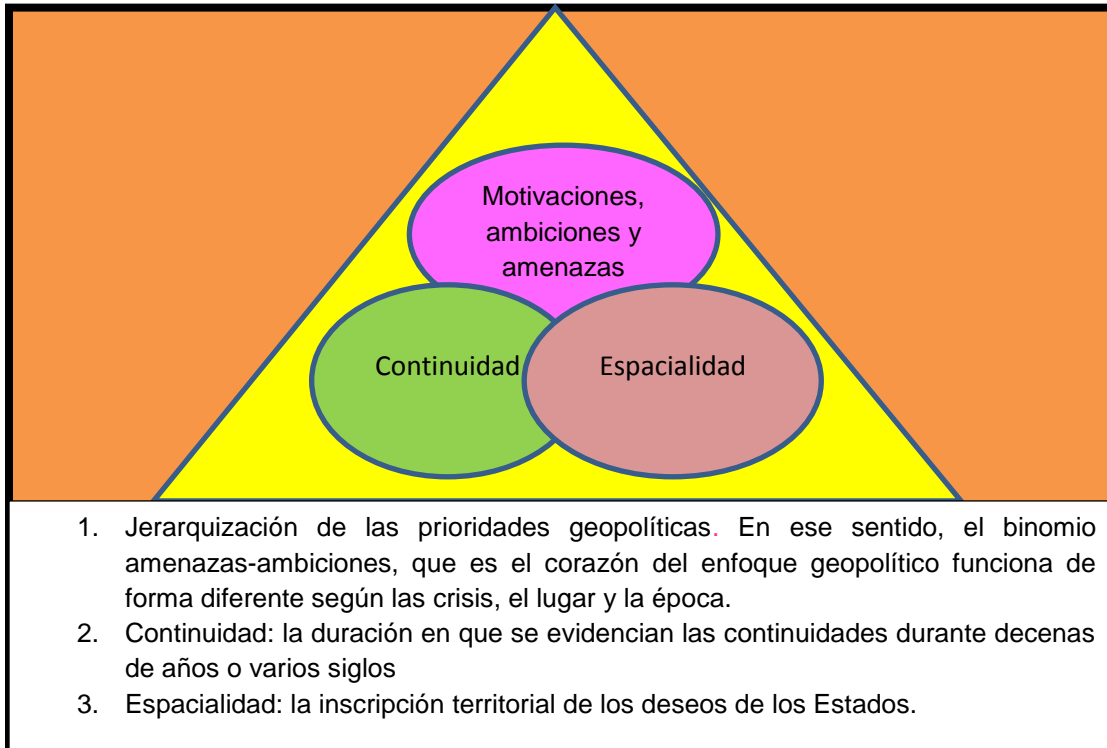 Motivaciones,
ambiciones y
amenazas
Continuidad
Espacialidad
1. Jerarquización de las prioridades geopolíticas. En ese sentido, el binomio
amenazas-ambiciones, que es el corazón del enfoque geopolítico funciona de
forma diferente según las crisis, el lugar y la época.
2. Continuidad: la duración en que se evidencian las continuidades durante decenas
de años o varios siglos
3. Espacialidad: la inscripción territorial de los deseos de los Estados.